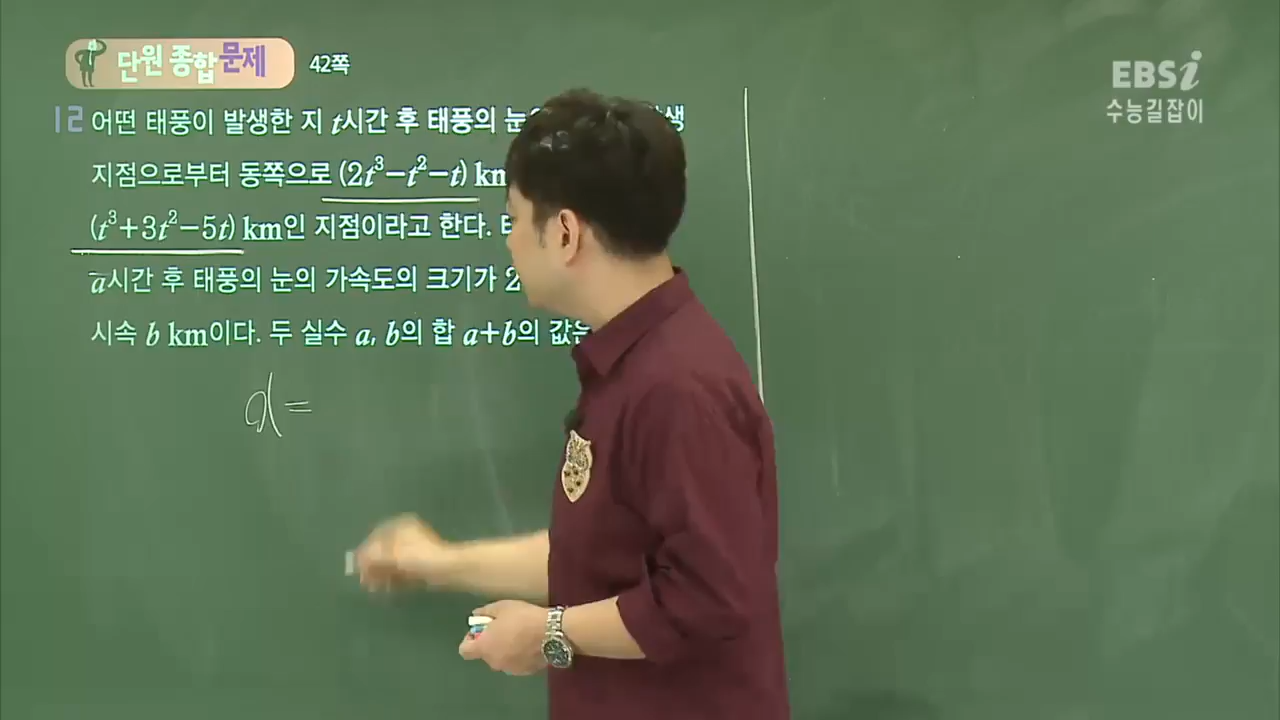 단원 종합 문제 42쪽
EBSi
수능길잡이
12 어떤 태풍이 발생한 지 t시간 후 태풍의
지점으로부터 동쪽으로 (2t³−t²−t)
(t³+3t²−5t) km인 지점이라고 한다.
a시간 후 태풍의 눈의 가속도의 크기가
시속 b km이다. 두 실수 a, b의 합 a+b의